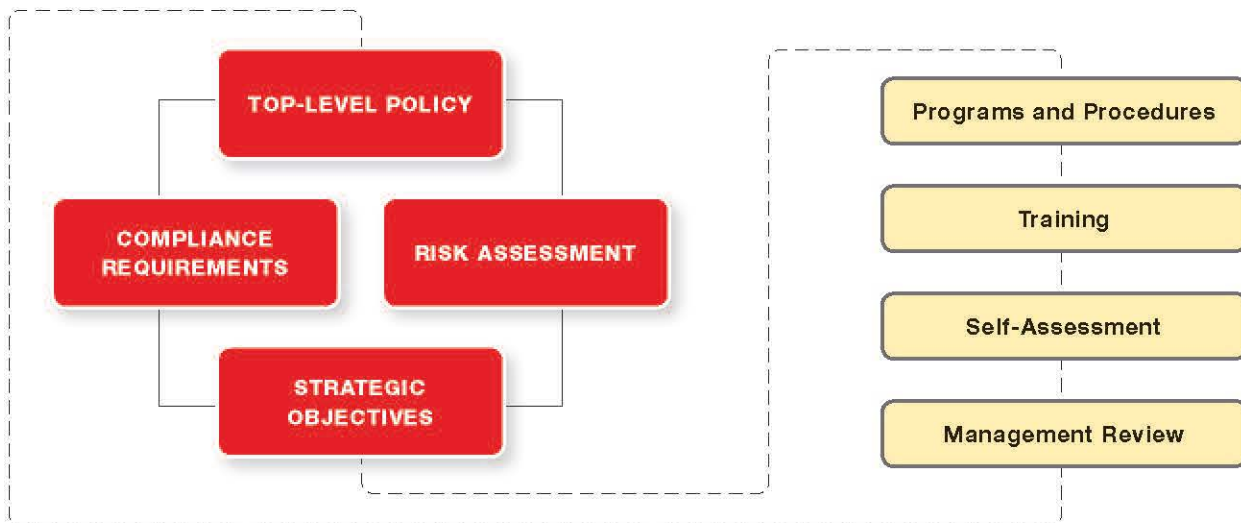 TOP-LEVEL POLICY
COMPLIANCE
REQUIREMENTS
RISK ASSESSMENT
STRATEGIC
OBJECTIVES
Programs and Procedures
Training
Self-Assessment
Management Review